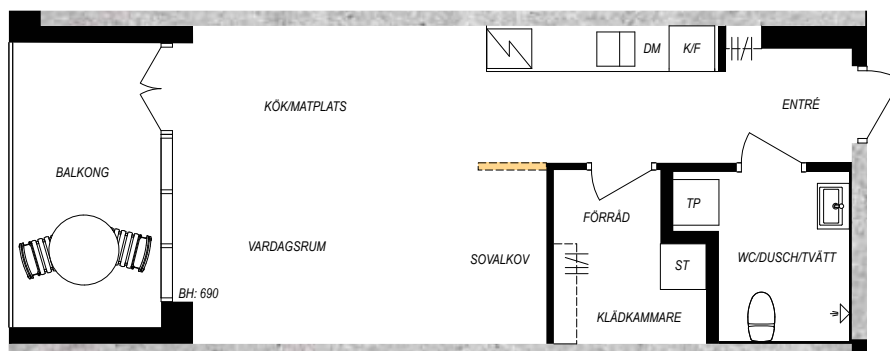 DM
K/F
KÖK/MATPLATS
ENTRÉ
BALKONG
TP
FÖRRÅD
VARDAGSRUM
SOVALKOV
WC/DUSCH/TVÄTT
ST
BH: 690
KLÄDKAMMARE